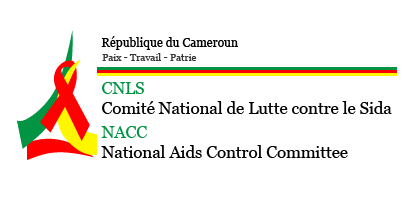 République du Cameroun
Paix - Travail - Patrie
CNLS
Comité National de Lutte contre le Sida
NACC
National Aids Control Committee